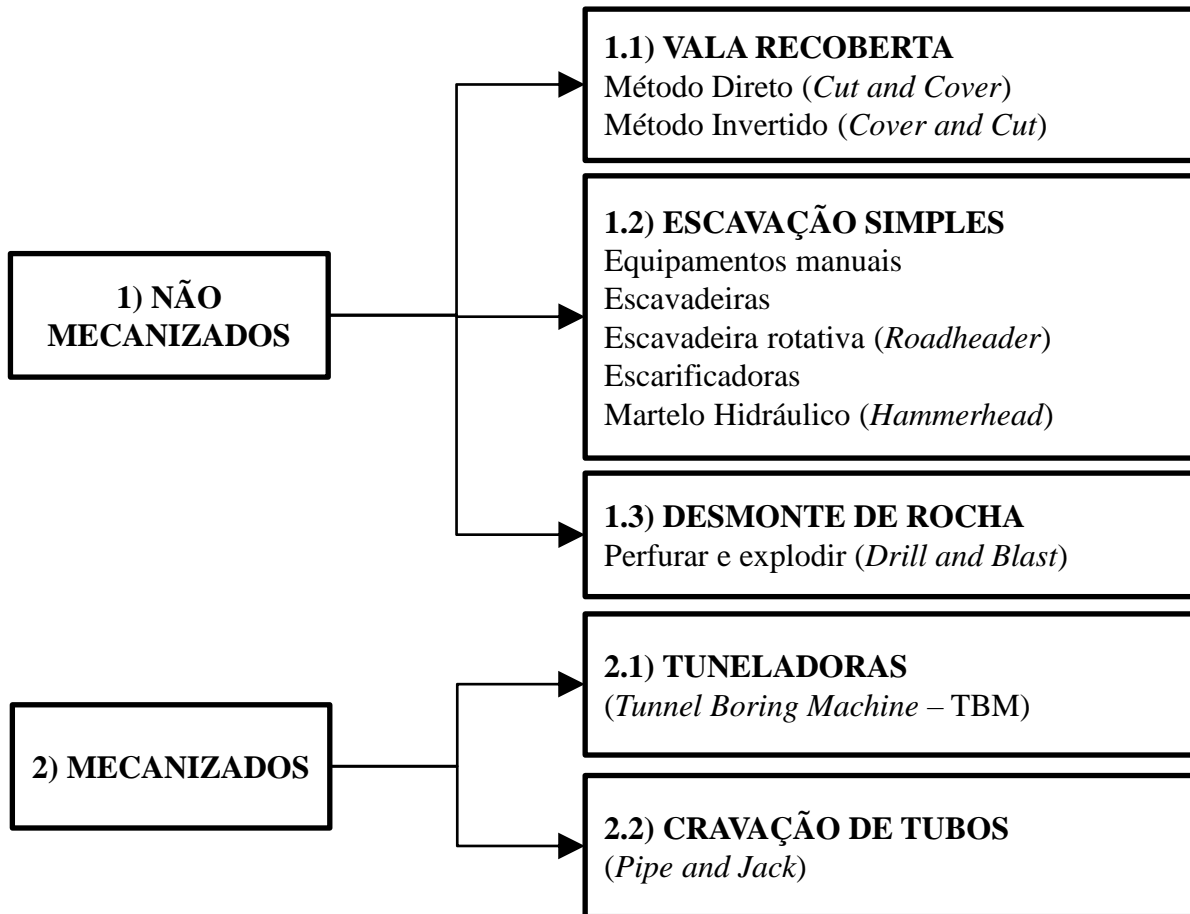 1) NÃO
MECANIZADOS
1.1) VALA RECOBERTA
Método Direto (Cut and Cover)
Método Invertido (Cover and Cut)
1.2) ESCAVAÇÃO SIMPLES
Equipamentos manuais
Escavadeiras
Escavadeira rotativa (Roadheader)
Escarificadoras
Martelo Hidráulico (Hammerhead)
1.3) DESMONTE DE ROCHA
Perfurar e explodir (Drill and Blast)
2) MECANIZADOS
2.1) TUNELADORAS
(Tunnel Boring Machine – TBM)
2.2) CRAVAÇÃO DE TUBOS
(Pipe and Jack)